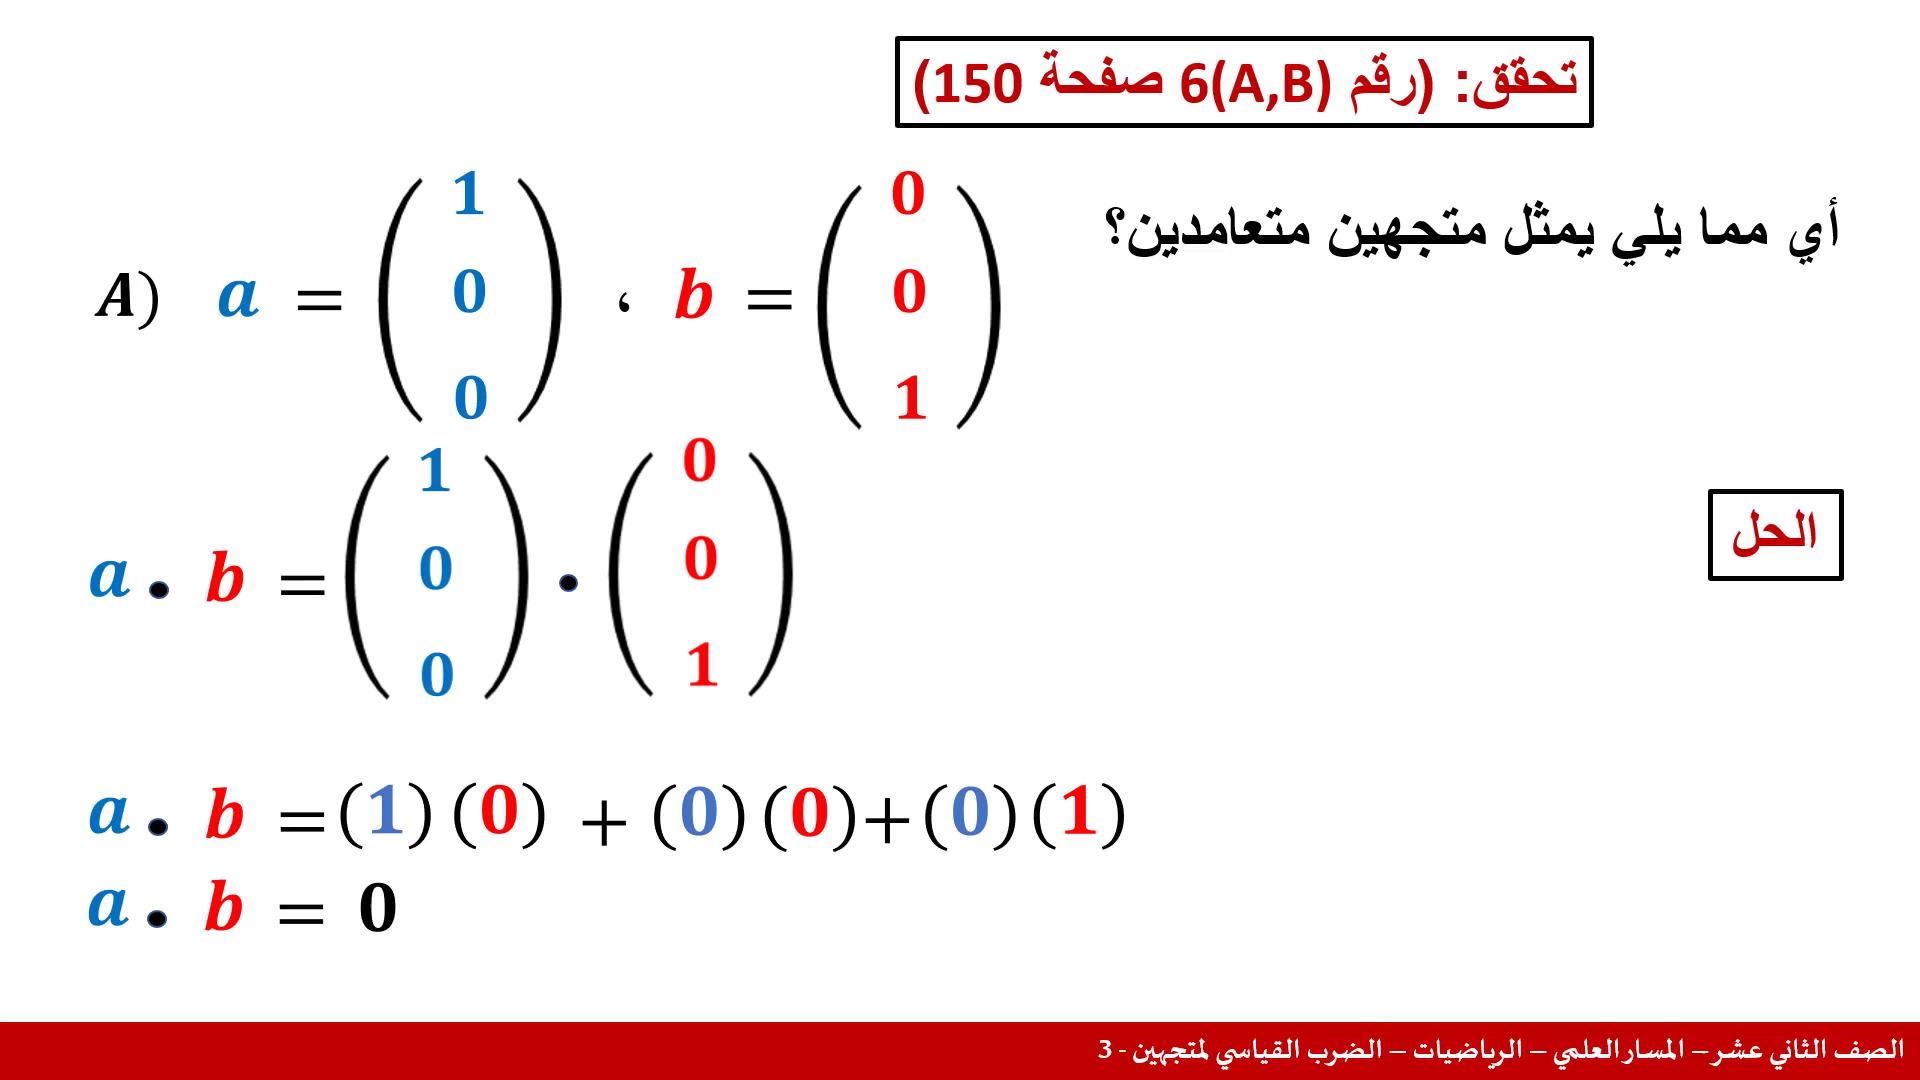 تحقق: (رقم 6(A,B) صفحة 150)
أي مما يلي يمثل متجهين متعامدين؟
A) a = (1 0 0) ، b = (0 0 1)
الحل
a • b = (1 0 0) • (0 0 1)
a • b = (1)(0) + (0)(0)+(0)(1)
a • b = 0
الصف الثاني عشر – المسار العلمي – الرياضيات – الضرب القياسي لمتجهين - 3